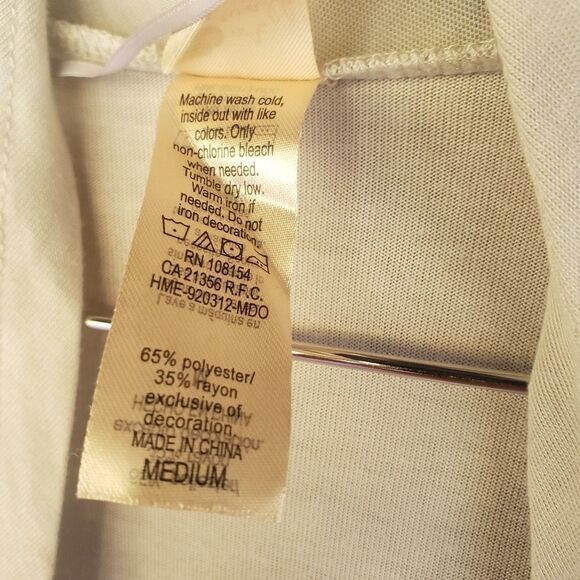 Machine wash cold,
inside out with like
colors. Only
non-chlorine bleach
when needed.
Tumble dry low.
Warm iron if
needed. Do not
iron decoration.
RN 108154
CA 21356 R.F.C.
HME-920312-MDO
65% polyester/
35% rayon
exclusive of
decoration.
MADE IN CHINA
MEDIUM